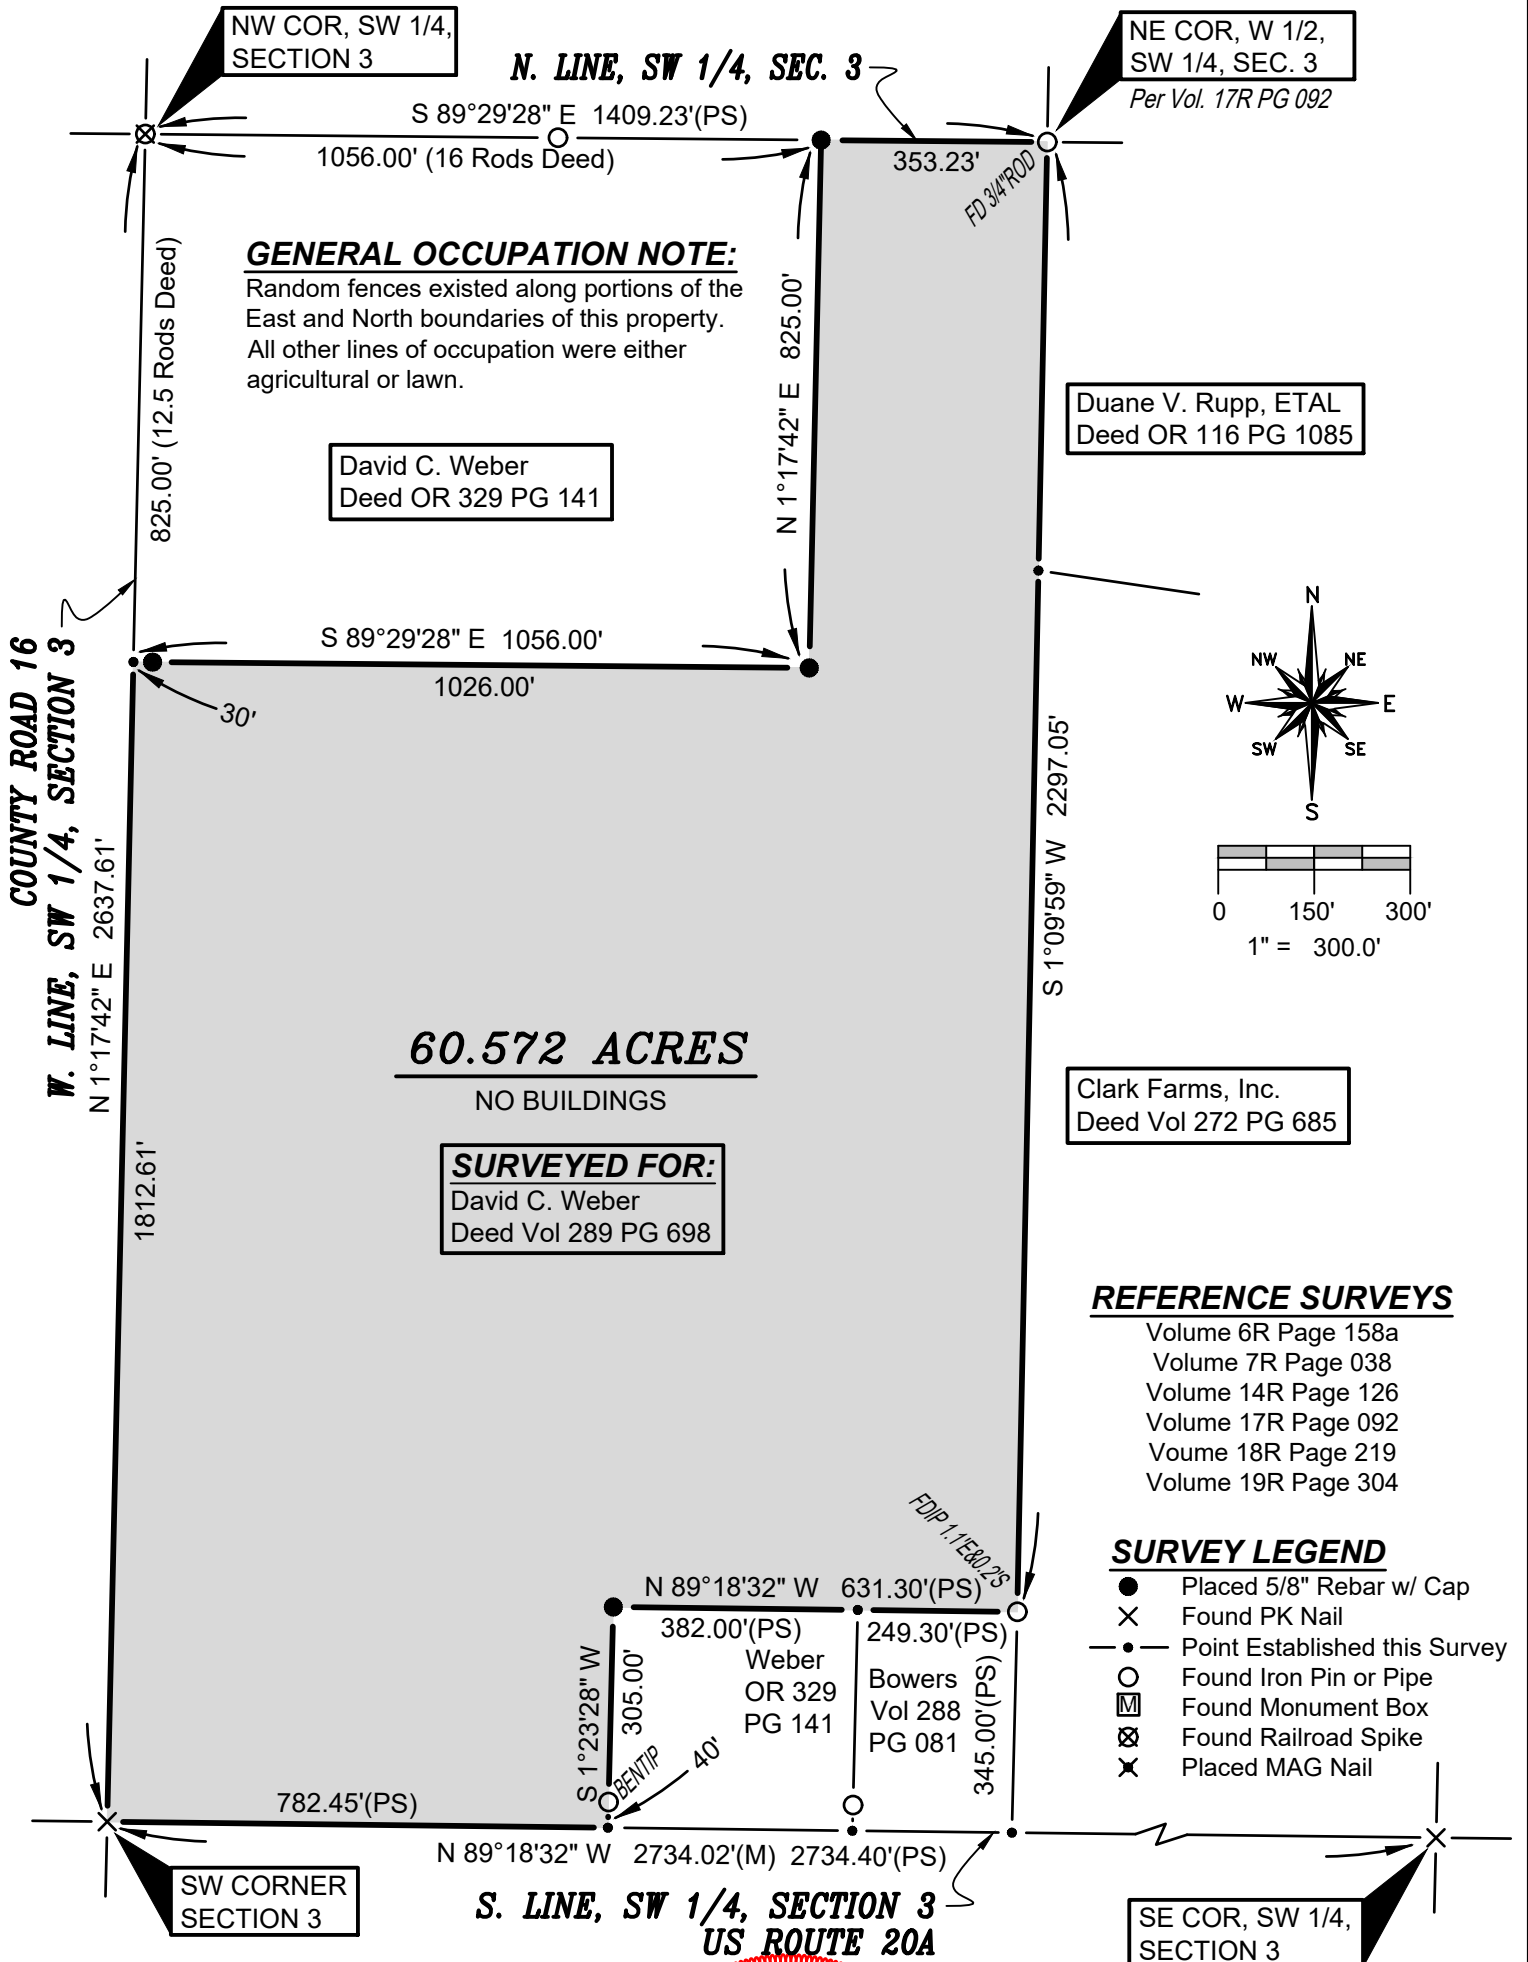 NW COR, SW 1/4,
SECTION 3
N. LINE, SW 1/4, SEC. 3
NE COR, W 1/2,
SW 1/4, SEC. 3
Per Vol. 17R PG 092
S 89°29'28" E 1409.23'(PS)
1056.00' (16 Rods Deed)
353.23'
FD 3/4"ROD
GENERAL OCCUPATION NOTE:
Random fences existed along portions of the
East and North boundaries of this property.
All other lines of occupation were either
agricultural or lawn.
825.00' (12.5 Rods Deed)
N 1°17'42" E 825.00'
David C. Weber
Deed OR 329 PG 141
Duane V. Rupp, ETAL
Deed OR 116 PG 1085
S 89°29'28" E 1056.00'
1026.00'
30'
COUNTY ROAD 16
W. LINE, SW 1/4, SECTION 3
N 1°17'42" E 2637.61'
1812.61'
N
NW
NE
W
E
SW
SE
S
0 150' 300'
1" = 300.0'
S 1°09'59" W 2297.05'
60.572 ACRES
NO BUILDINGS
SURVEYED FOR:
David C. Weber
Deed Vol 289 PG 698
Clark Farms, Inc.
Deed Vol 272 PG 685
REFERENCE SURVEYS
Volume 6R Page 158a
Volume 7R Page 038
Volume 14R Page 126
Volume 17R Page 092
Voume 18R Page 219
Volume 19R Page 304
SURVEY LEGEND
Placed 5/8" Rebar w/ Cap
Found PK Nail
Point Established this Survey
Found Iron Pin or Pipe
M Found Monument Box
Found Railroad Spike
Placed MAG Nail
FDIP 1.1'E&0.2'S
N 89°18'32" W 631.30'(PS)
382.00'(PS)
249.30'(PS)
Weber
OR 329
PG 141
Bowers
Vol 288
PG 081
345.00'(PS)
S 1°23'28" W
305.00'
BENTIP
40'
782.45'(PS)
N 89°18'32" W 2734.02'(M) 2734.40'(PS)
SW CORNER
SECTION 3
S. LINE, SW 1/4, SECTION 3
US ROUTE 20A
SE COR, SW 1/4,
SECTION 3